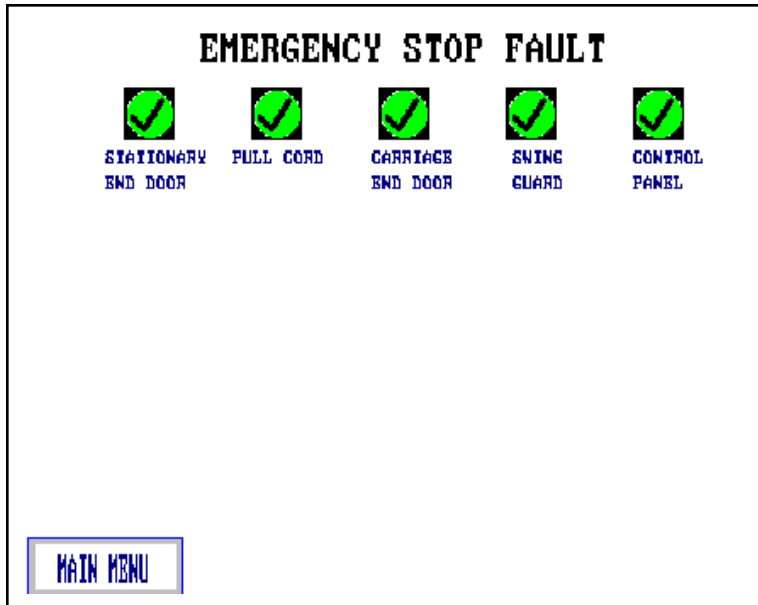 EMERGENCY STOP FAULT
STATIONARY PULL CORD CARRIAGE SWING CONTROL
END DOOR END DOOR GUARD PANEL
MAIN MENU